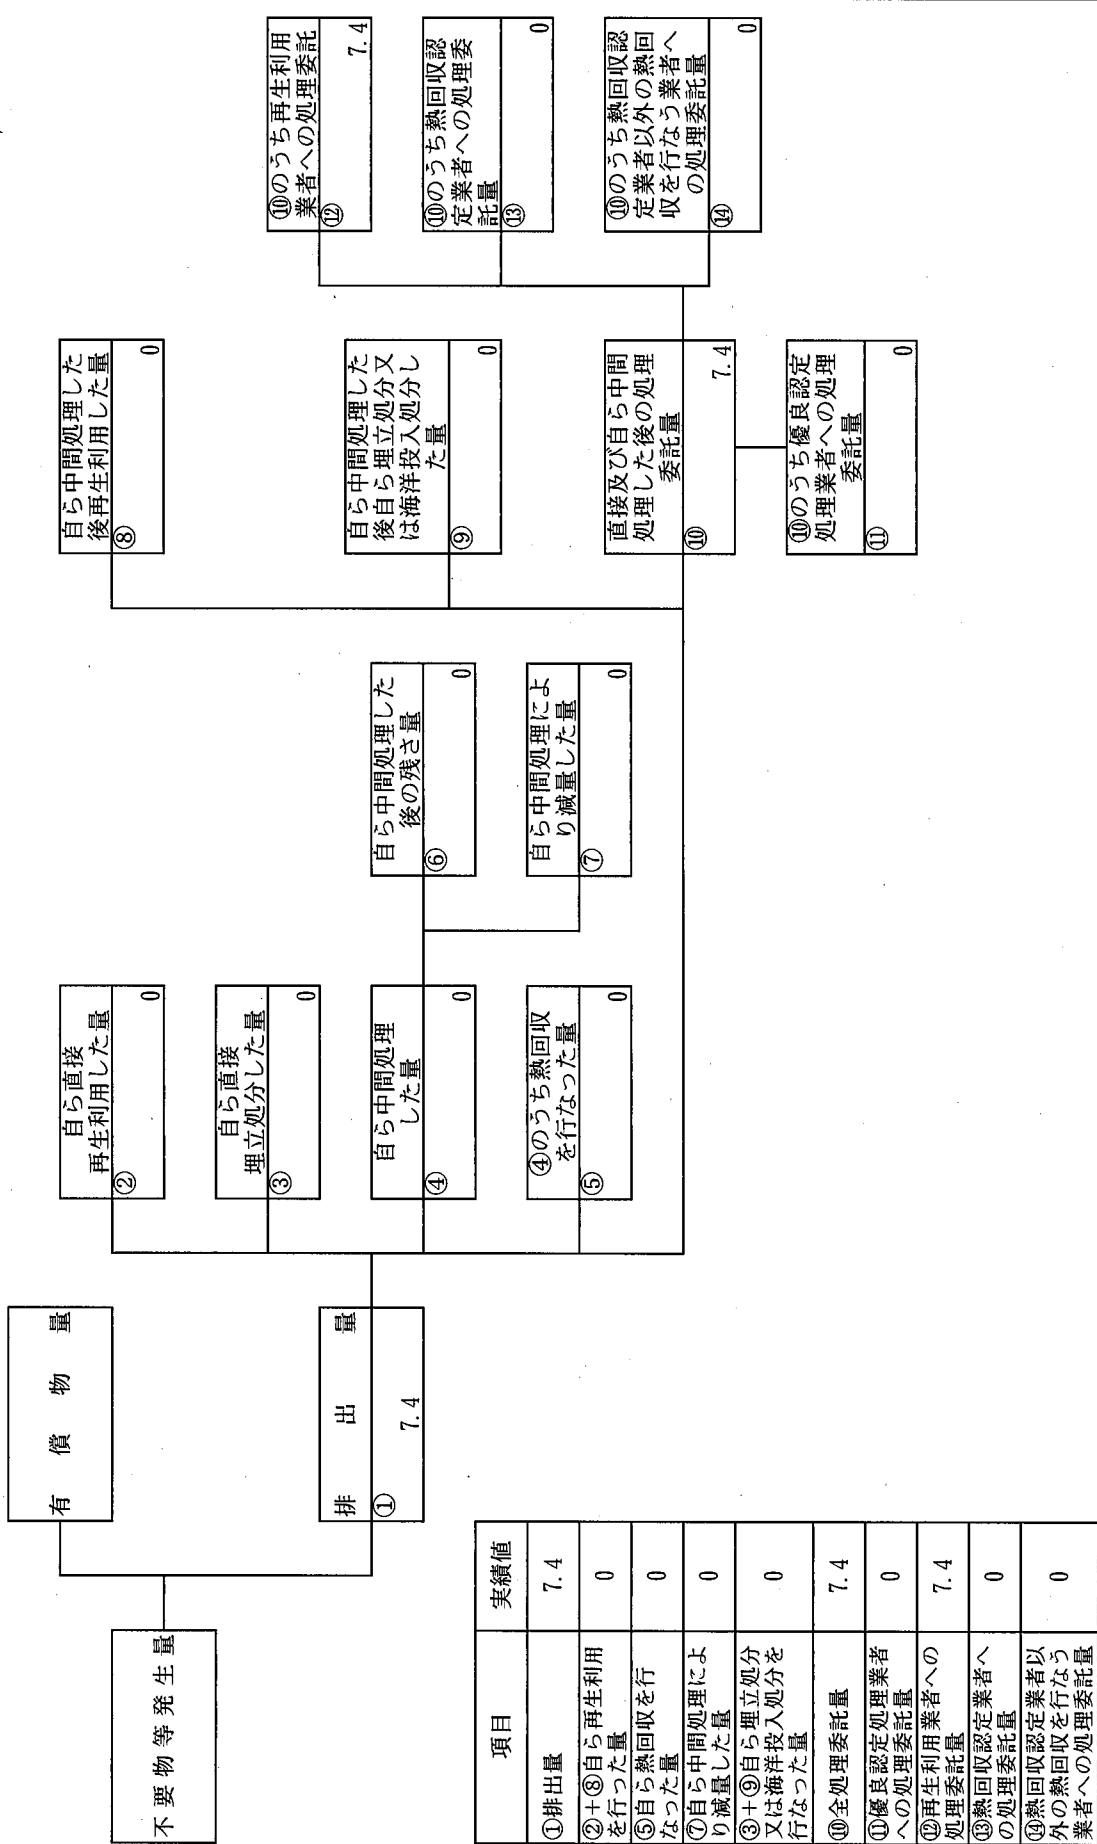 不要物等発生量
有償物量
排出量
①
7.4
自ら直接
再生利用した量
②
0
自ら直接
埋立処分した量
③
0
自ら中間処理
した量
④
0
④のうち熱回収
を行なった量
⑤
0
自ら中間処理した
後の残さ量
⑥
0
自ら中間処理によ
り減量した量
⑦
0
自ら中間処理した
後再生利用した量
⑧
0
自ら中間処理した
後自ら埋立処分又
は海洋投入処分し
た量
⑨
0
直接及び自ら中間
処理した後の処理
委託量
⑩
7.4
⑩のうち優良認定
処理業者への処理
委託量
⑪
0
⑩のうち再生利用
業者への処理委託
⑫
7.4
⑩のうち熱回収認
定業者への処理委
託量
⑬
0
⑩のうち熱回収認
定業者以外の熱回
収を行なう業者へ
の処理委託量
⑭
0
項目 実績値
①排出量 7.4
②+⑧自ら再生利用
を行った量 0
⑤自ら熱回収を行
なった量 0
⑦自ら中間処理によ
り減量した量 0
③+⑨自ら埋立処分
又は海洋投入処分を
行なった量 0
⑩全処理委託量 7.4
⑪優良認定処理業者
への処理委託量 0
⑫再生利用業者への
処理委託量 7.4
⑬熱回収認定業者へ
の処理委託量 0
⑭熱回収認定業者以
外の熱回収を行なう
業者への処理委託量 0